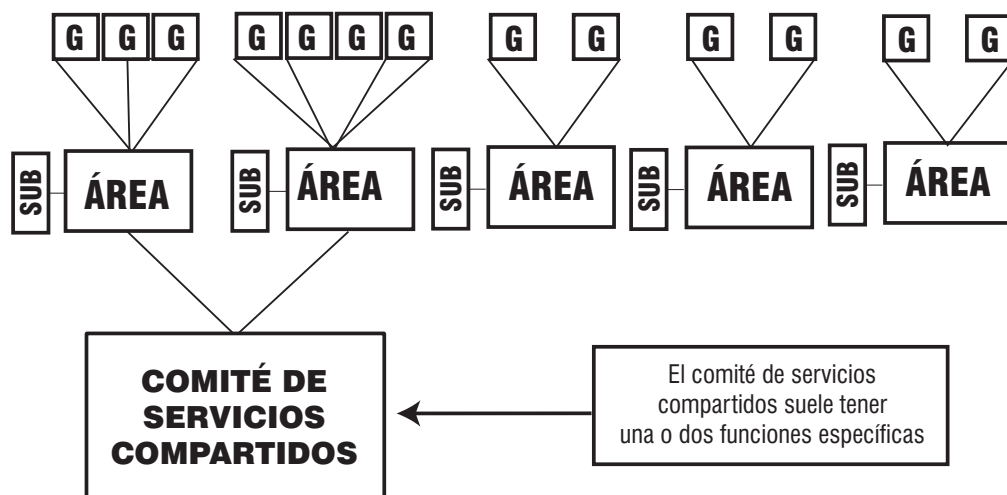 G G G G G G G G G G G G G
SUB ÁREA SUB ÁREA SUB ÁREA SUB ÁREA SUB ÁREA
COMITÉ DE
SERVICIOS
COMPARTIDOS
El comité de servicios
compartidos suele tener
una o dos funciones específicas